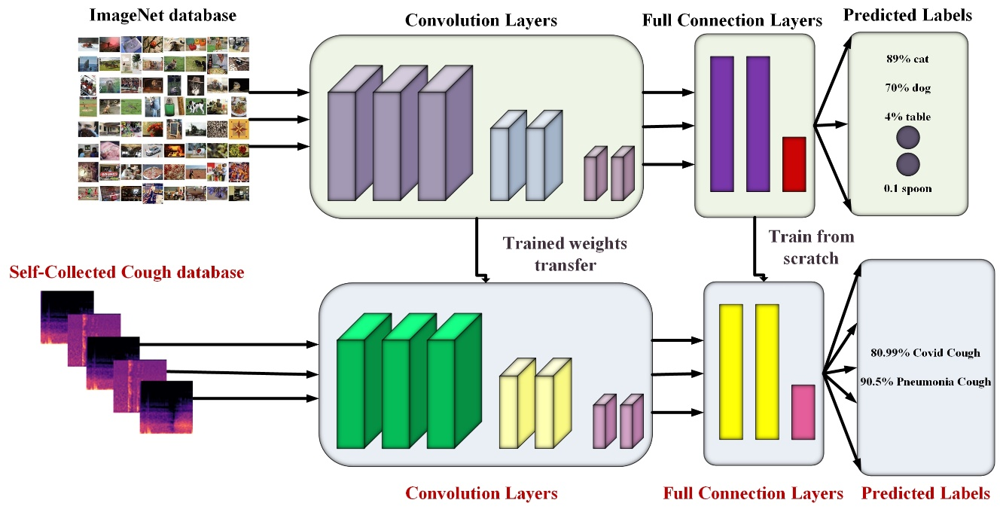 ImageNet database
Convolution Layers
Full Connection Layers
Predicted Labels
89% cat
70% dog
4% table
0.1 spoon
Trained weights
transfer
Train from
scratch
Self-Collected Cough database
80.99% Covid Cough
90.5% Pneumonia Cough
Convolution Layers
Full Connection Layers
Predicted Labels